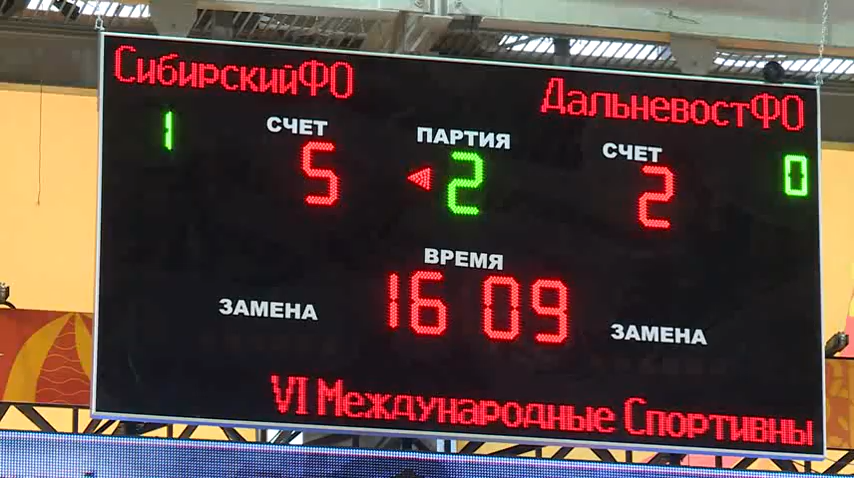 СибирскийФО ДальневостФО
СЧЕТ ПАРТИЯ СЧЕТ
1 5 2 2 0
ВРЕМЯ
ЗАМЕНА 16 09 ЗАМЕНА
VI Международные Спортивны